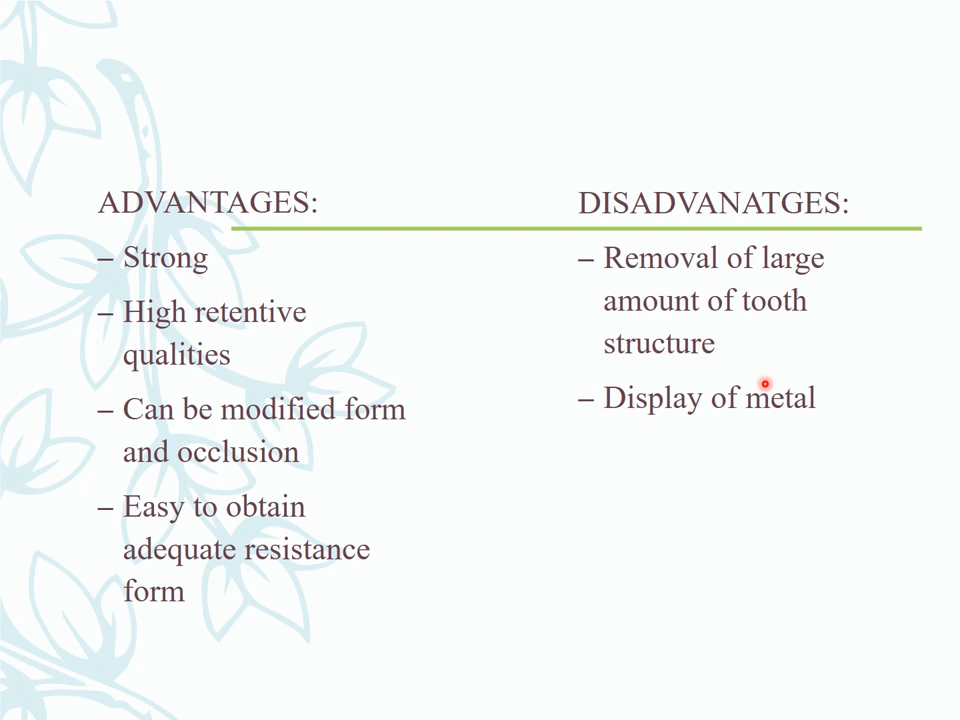 ADVANTAGES:
– Strong
– High retentive
qualities
– Can be modified form
and occlusion
– Easy to obtain
adequate resistance
form
DISADVANATGES:
– Removal of large
amount of tooth
structure
– Display of metal